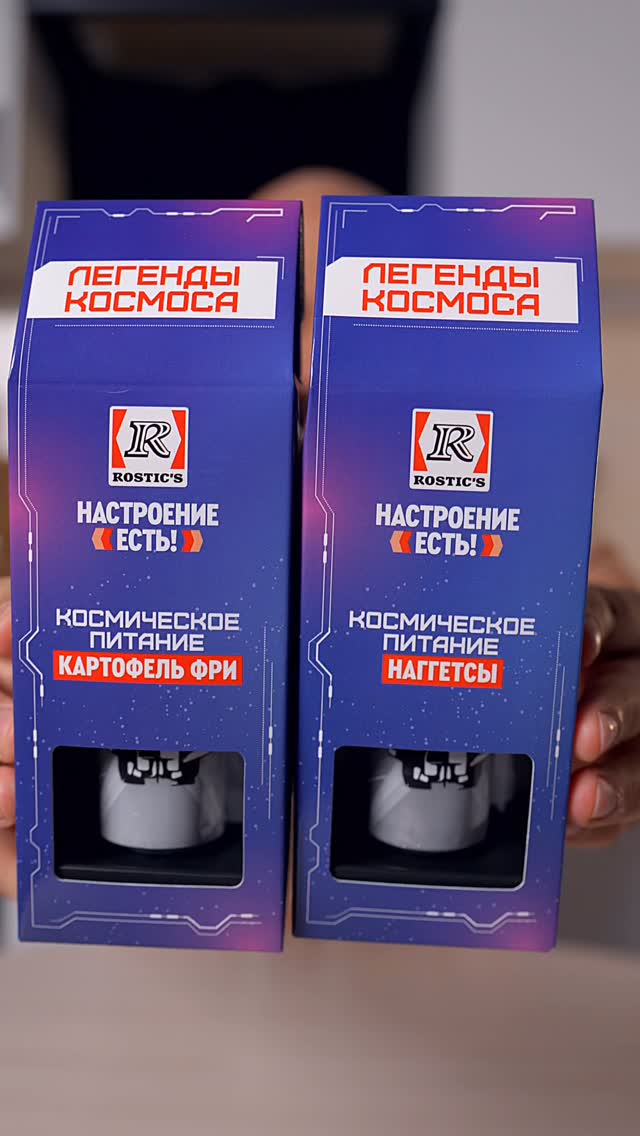 ЛЕГЕНДЫ
КОСМОСА
R
ROSTIC'S
НАСТРОЕНИЕ
ЕСТЬ!
КОСМИЧЕСКОЕ
ПИТАНИЕ
КАРТОФЕЛЬ ФРИ
ЛЕГЕНДЫ
КОСМОСА
R
ROSTIC'S
НАСТРОЕНИЕ
ЕСТЬ!
КОСМИЧЕСКОЕ
ПИТАНИЕ
НАГГЕТСЫ